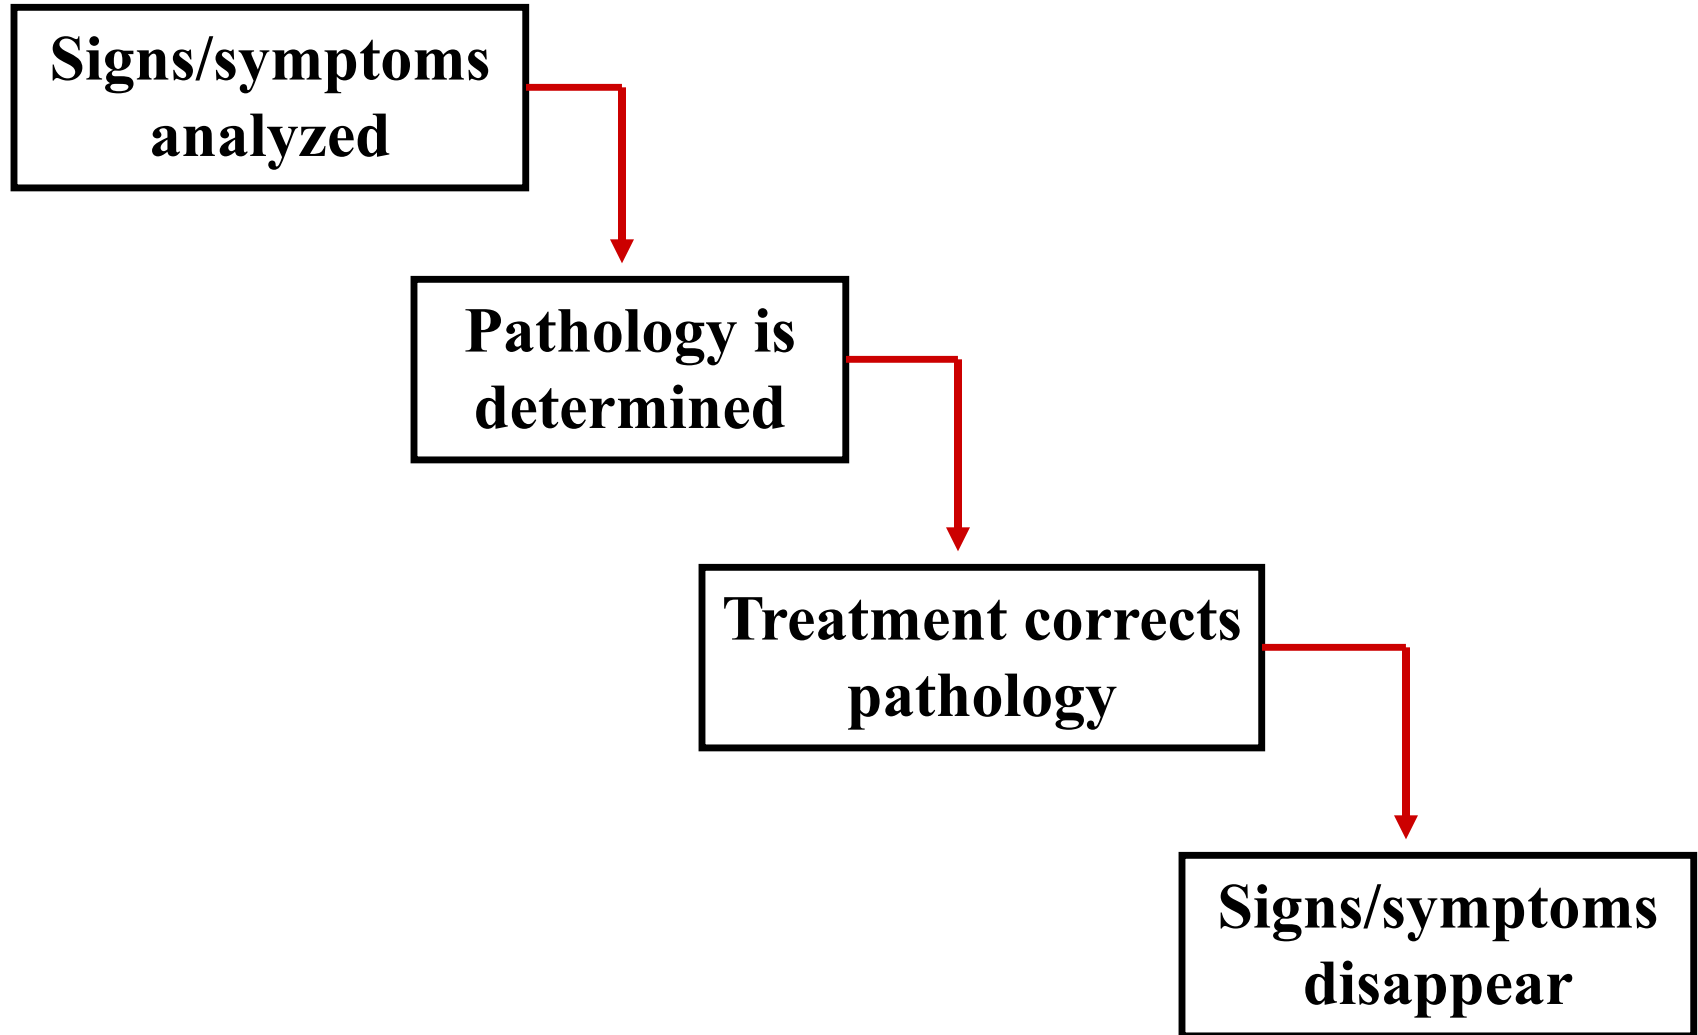 Signs/symptoms
analyzed
Pathology is
determined
Treatment corrects
pathology
Signs/symptoms
disappear